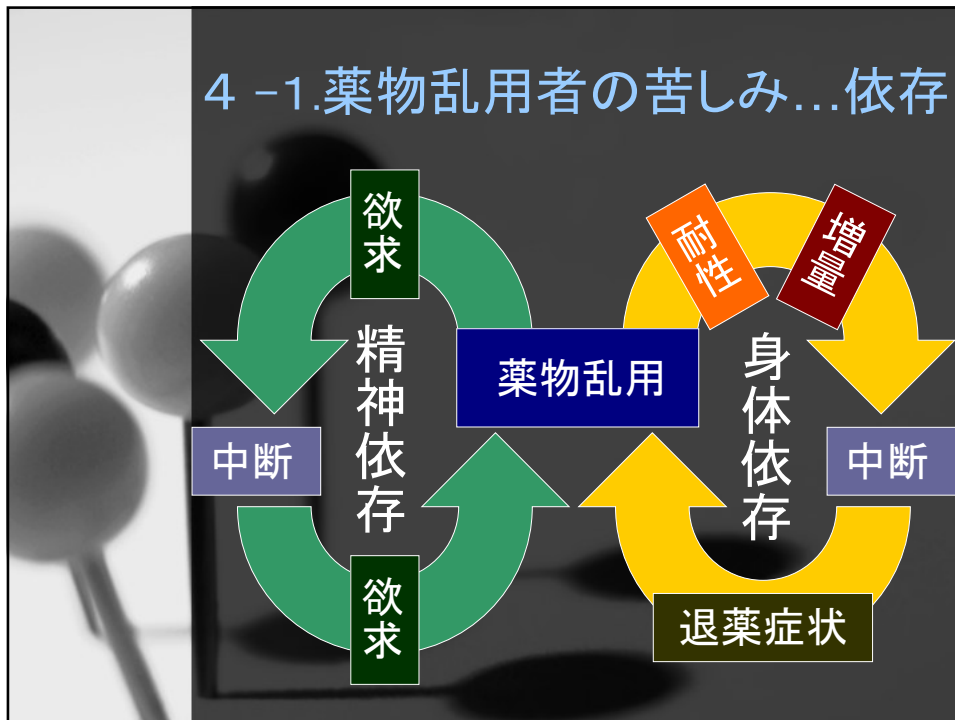 ４－1.薬物乱用者の苦しみ…依存
欲求
精神依存
中断
欲求
薬物乱用
耐性
増量
身体依存
中断
退薬症状